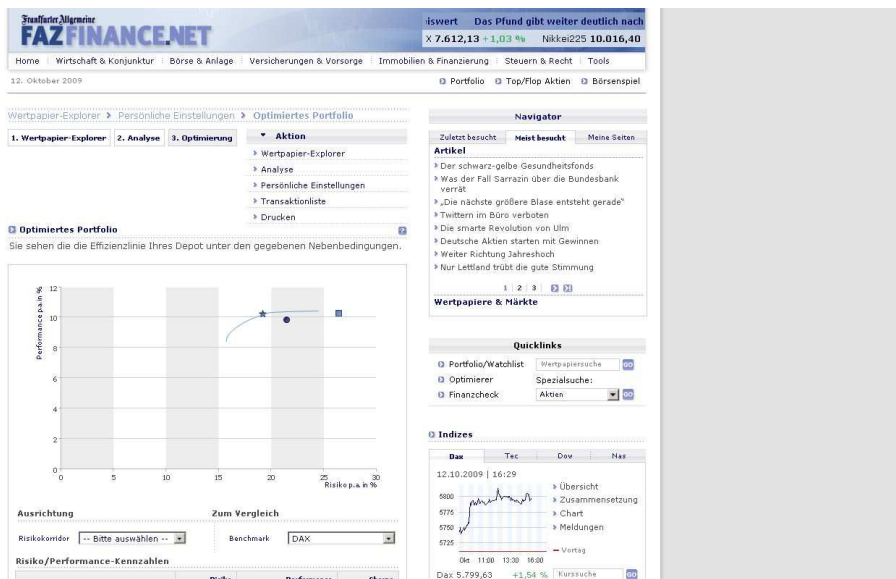 Frankfurter Allgemeine
FAZFINANCE.NET
iswert Das Pfund gibt weiter deutlich nach
X 7.612,13 +1,03 % Nikkei225 10.016,40
Home Wirtschaft & Konjunktur Börse & Anlage Versicherungen & Vorsorge Immobilien & Finanzierung Steuern & Recht Tools
12. Oktober 2009
Portfolio Top/Flop Aktien Börsenspiel
Wertpapier-Explorer Persönliche Einstellungen Optimiertes Portfolio
1. Wertpapier-Explorer 2. Analyse 3. Optimierung
Aktion
Wertpapier-Explorer
Analyse
Persönliche Einstellungen
Transaktionliste
Drucken
Optimiertes Portfolio
?
Sie sehen die die Effizienzlinie Ihres Depot unter den gegebenen Nebenbedingungen.
Performance p.a. in %
12
10
8
6
4
2
0
0 5 10 15 20 25 30
Risiko p.a. in %
Ausrichtung
Zum Vergleich
Risikokorridor -- Bitte auswählen --
Benchmark DAX
Risiko/Performance-Kennzahlen
Risiko Performance Sharpe
Navigator
Zuletzt besucht Meist besucht Meine Seiten
Artikel
Der schwarz-gelbe Gesundheitsfonds
Was der Fall Sarrazin über die Bundesbank
verrät
„Die nächste größere Blase entsteht gerade“
Twittern im Büro verboten
Die smarte Revolution von Ulm
Deutsche Aktien starten mit Gewinnen
Weiter Richtung Jahreshoch
Nur Lettland trübt die gute Stimmung
1 2 3
Wertpapiere & Märkte
Quicklinks
Portfolio/Watchlist Wertpapiersuche GO
Optimierer Spezialsuche:
Finanzcheck Aktien GO
Indizes
Dax Tec Dow Nas
12.10.2009 | 16:29
5800
5775
5750
5725
Okt 11:00 13:30 16:00
Übersicht
Zusammensetzung
Chart
Meldungen
Vortag
Dax 5.799,63 +1,54 % Kurssuche GO